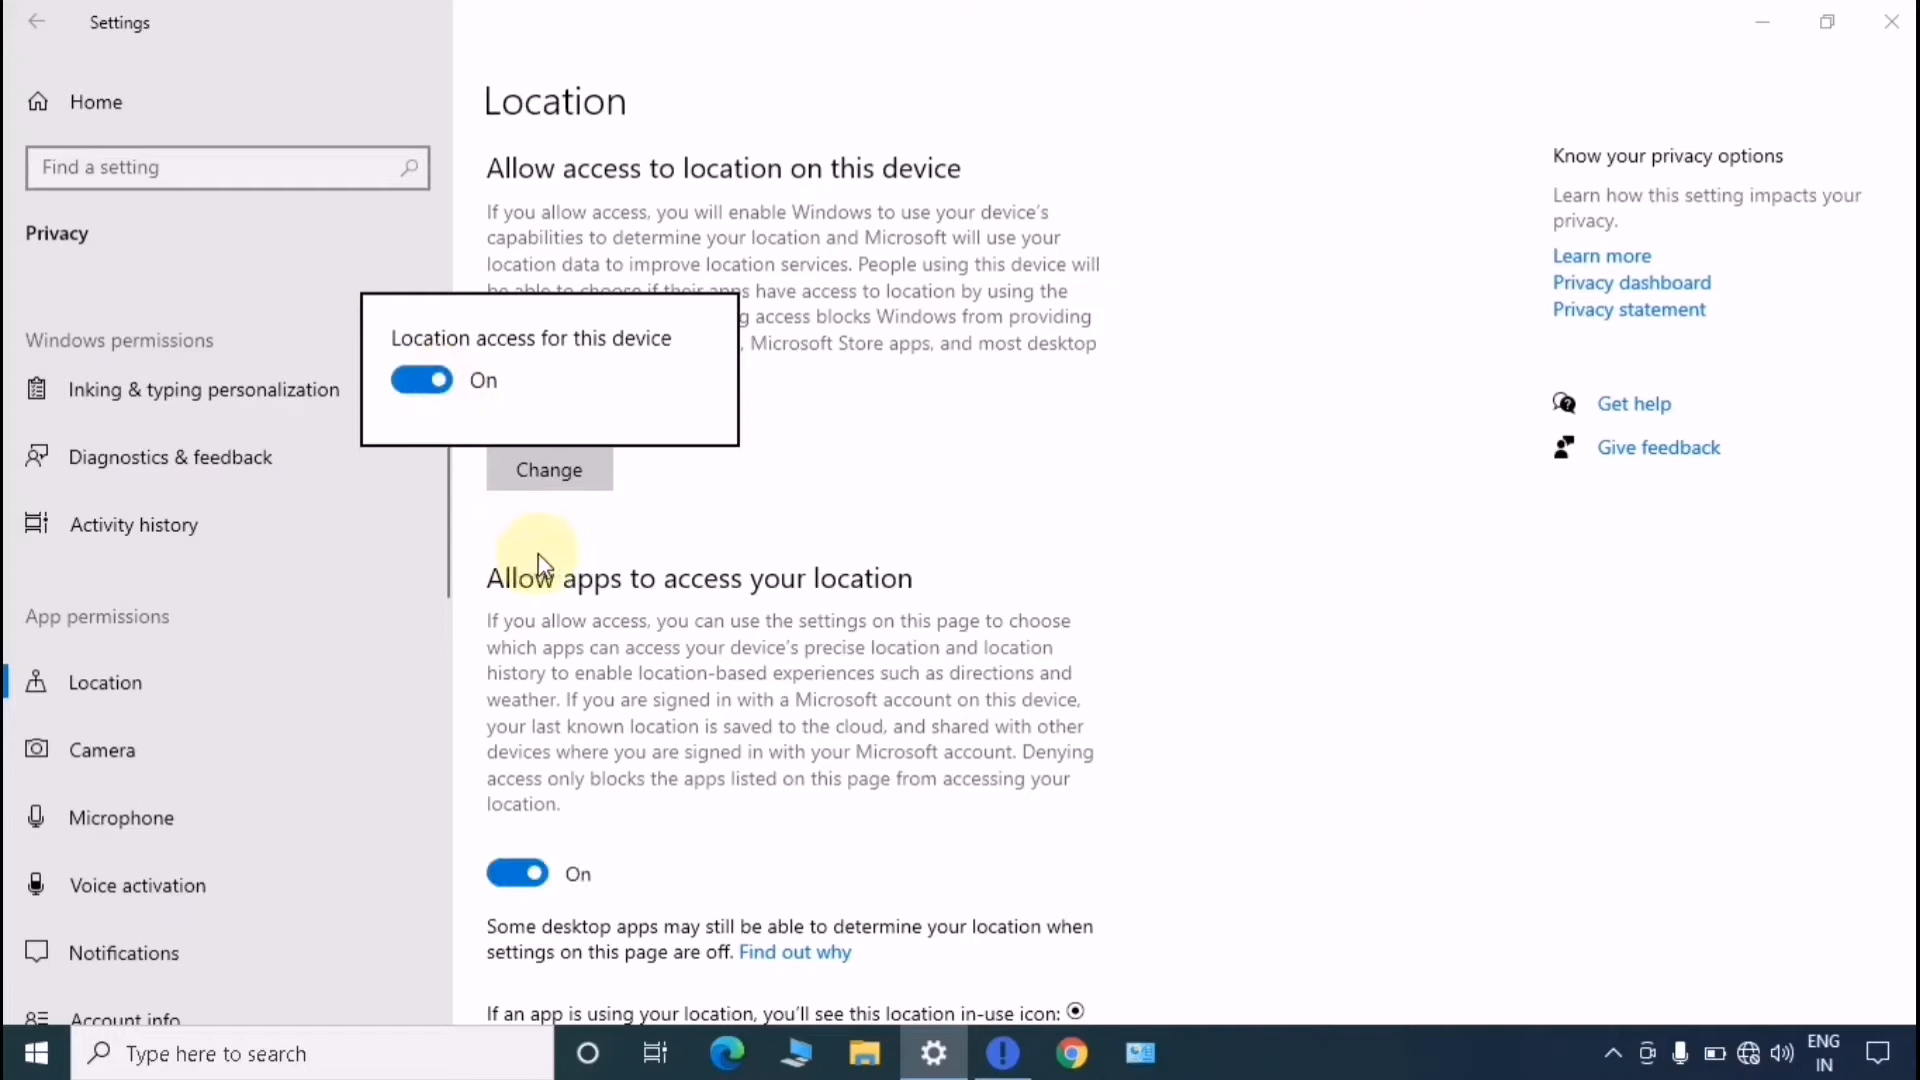 Settings
Home
Find a setting
Privacy
Windows permissions
Inking & typing personalization
Diagnostics & feedback
Activity history
App permissions
Location
Camera
Microphone
Voice activation
Notifications
Account info
Location
Allow access to location on this device
If you allow access, you will enable Windows to use your device's
capabilities to determine your location and Microsoft will use your
location data to improve location services. People using this device will
be able to choose if their apps have access to location by using the
access blocks Windows from providing
, Microsoft Store apps, and most desktop
Location access for this device
On
Change
Allow apps to access your location
If you allow access, you can use the settings on this page to choose
which apps can access your device's precise location and location
history to enable location-based experiences such as directions and
weather. If you are signed in with a Microsoft account on this device,
your last known location is saved to the cloud, and shared with other
devices where you are signed in with your Microsoft account. Denying
access only blocks the apps listed on this page from accessing your
location.
On
Some desktop apps may still be able to determine your location when
settings on this page are off. Find out why
If an app is using your location, you'll see this location in-use icon:
Know your privacy options
Learn how this setting impacts your
privacy.
Learn more
Privacy dashboard
Privacy statement
Get help
Give feedback
Type here to search
ENG
IN